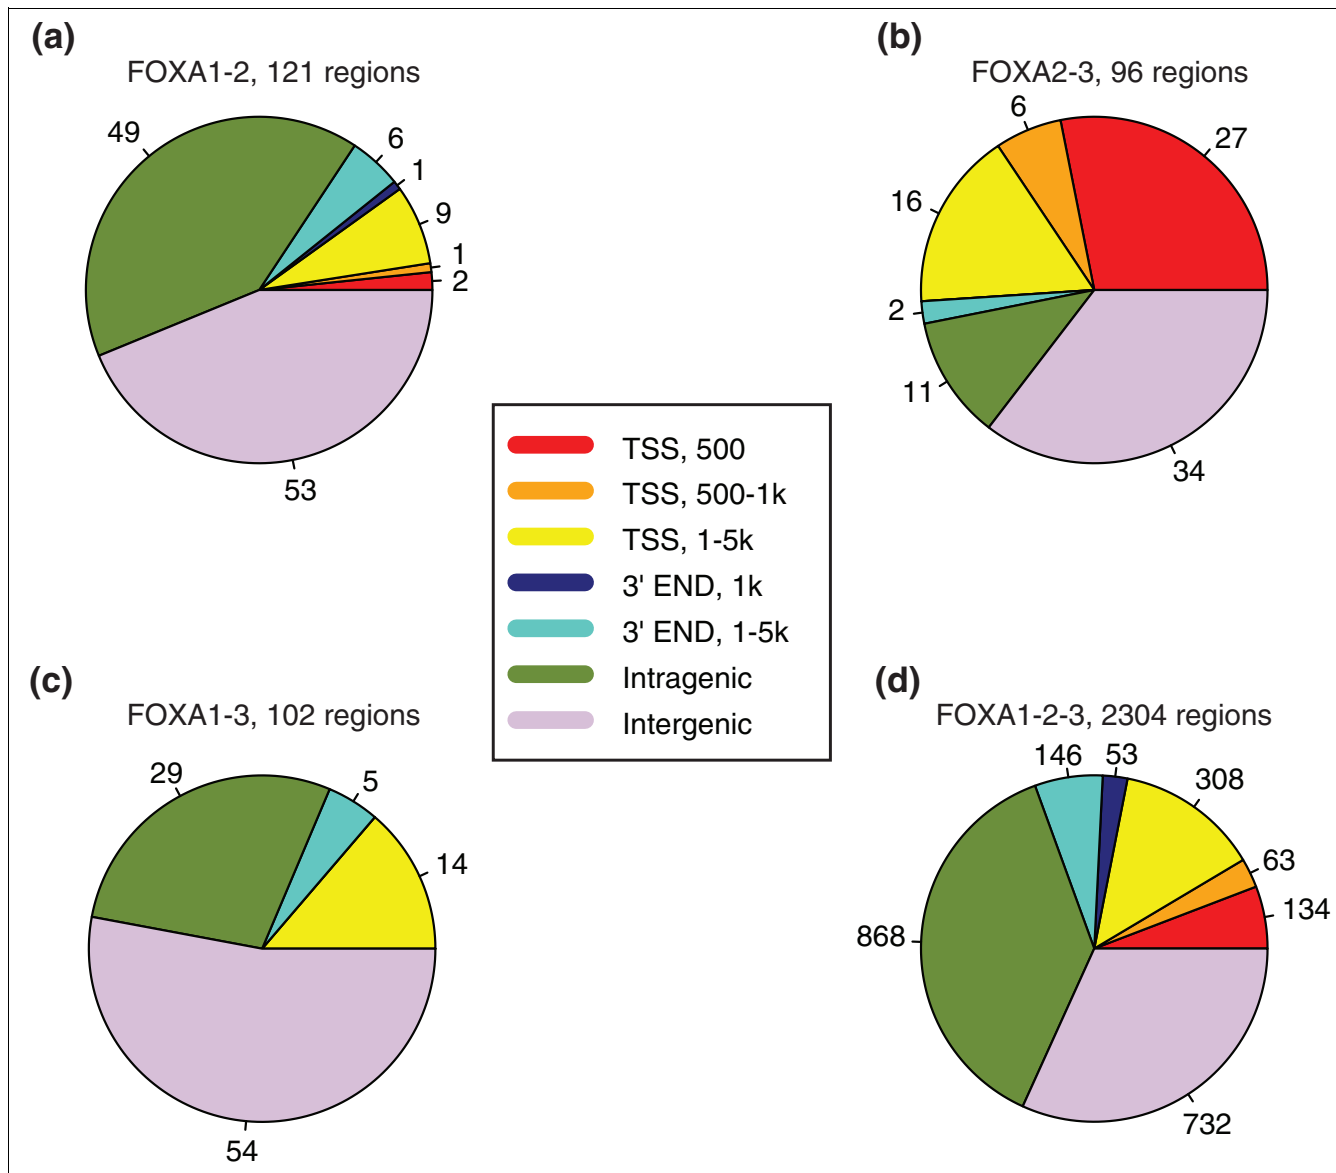 (a)
FOXA1-2, 121 regions
49
6
1
9
1
2
53
(b)
FOXA2-3, 96 regions
6
27
16
2
11
34
TSS, 500
TSS, 500-1k
TSS, 1-5k
3' END, 1k
3' END, 1-5k
Intragenic
Intergenic
(c)
FOXA1-3, 102 regions
29
5
14
54
(d)
FOXA1-2-3, 2304 regions
146
53
308
63
134
868
732